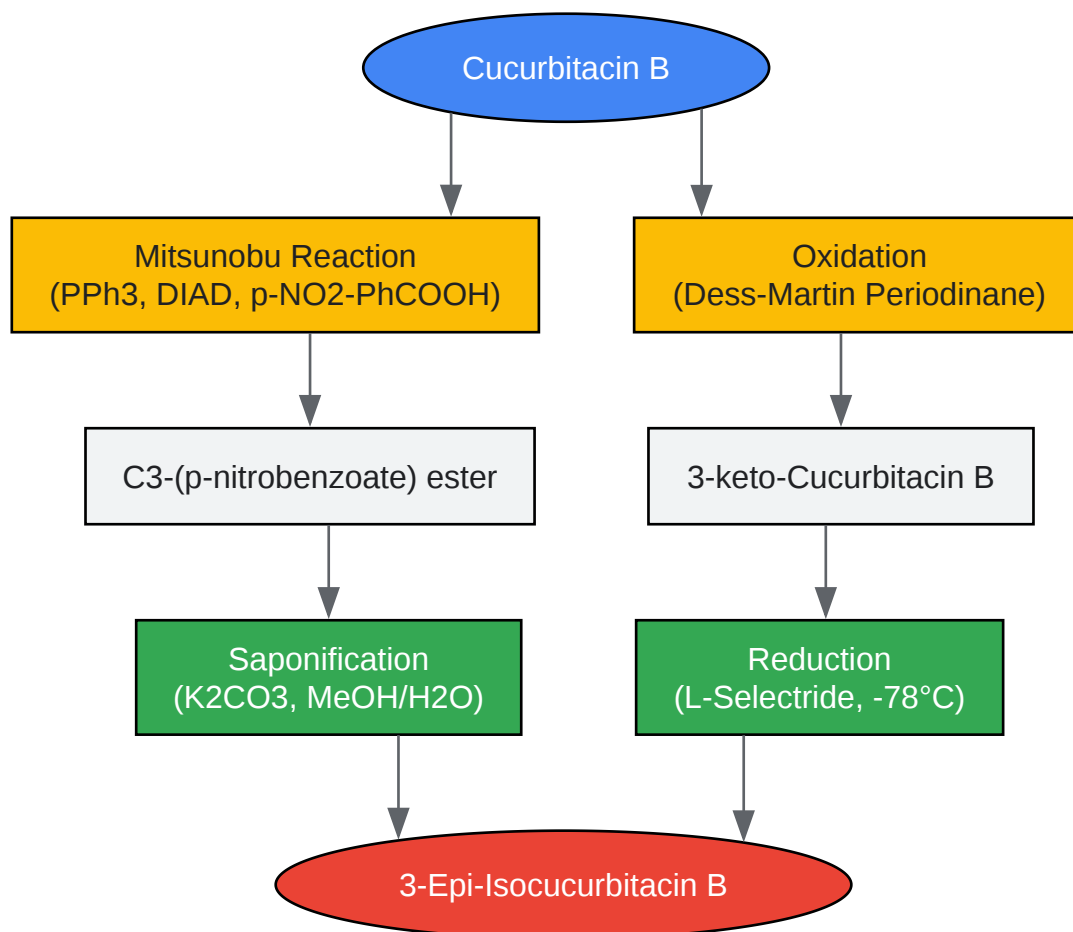 Cucurbitacin B
Mitsunobu Reaction
(PPh3, DIAD, p-NO2-PhCOOH)
Oxidation
(Dess-Martin Periodinane)
C3-(p-nitrobenzoate) ester
3-keto-Cucurbitacin B
Saponification
(K2CO3, MeOH/H2O)
Reduction
(L-Selectride, -78°C)
3-Epi-Isocucurbitacin B